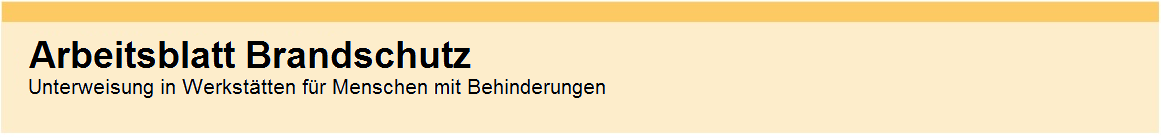 Arbeitsblatt Brandschutz
Unterweisung in Werkstätten für Menschen mit Behinderungen